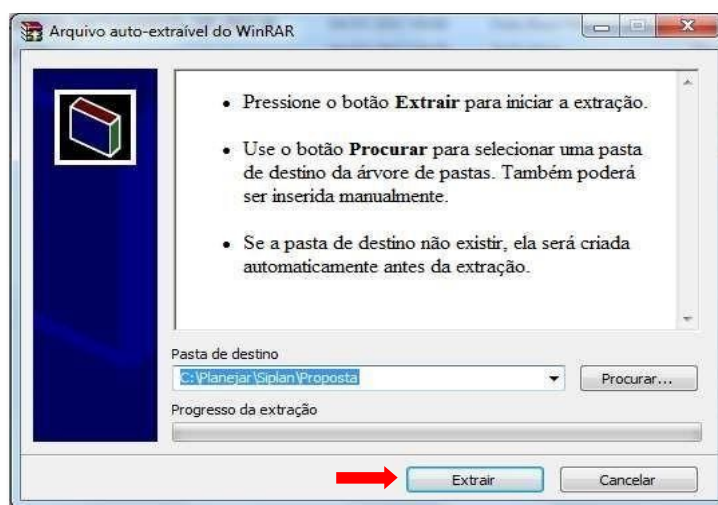 Arquivo auto-extraível do WinRAR
• Pressione o botão Extrair para iniciar a extração.
• Use o botão Procurar para selecionar uma pasta
de destino da árvore de pastas. Também poderá
ser inserida manualmente.
• Se a pasta de destino não existir, ela será criada
automaticamente antes da extração.
Pasta de destino
C:\Planejar\Siplan\Proposta
Procurar...
Progresso da extração
Extrair
Cancelar